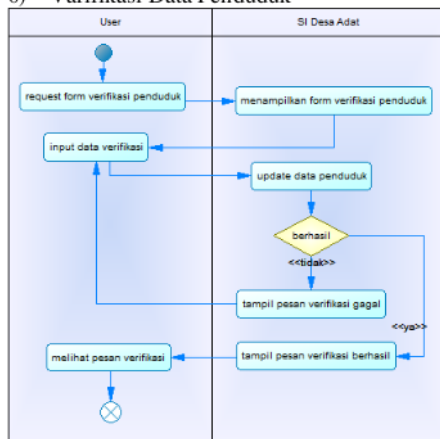 6) Varifikasi Data Penduduk
User
SI Desa Adat
request form verifikasi penduduk
menampilkan form verifikasi penduduk
input data verifikasi
update data penduduk
berhasil
<<tidak>>
tampil pesan verifikasi gagal
<<ya>>
melihat pesan verifikasi
tampil pesan verifikasi berhasil